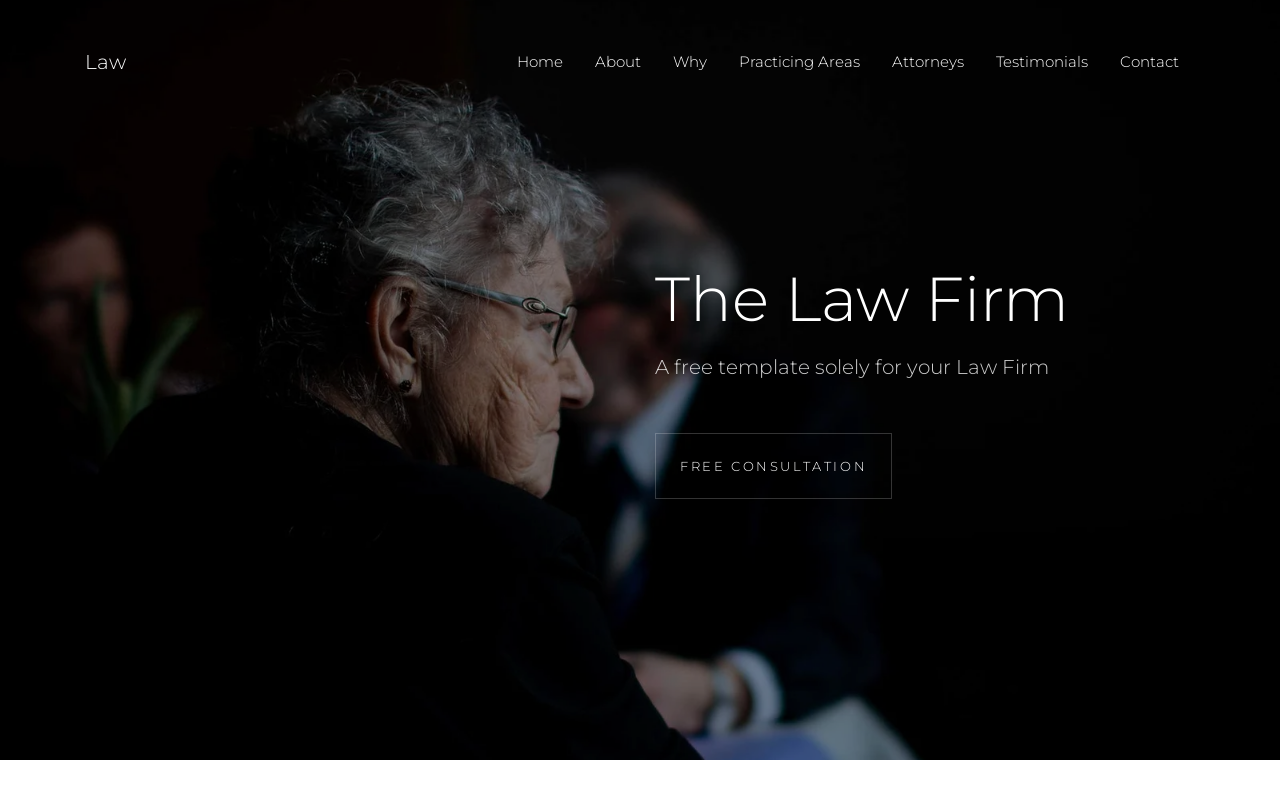 Law
Home About Why Practicing Areas Attorneys Testimonials Contact
The Law Firm
A free template solely for your Law Firm
FREE CONSULTATION